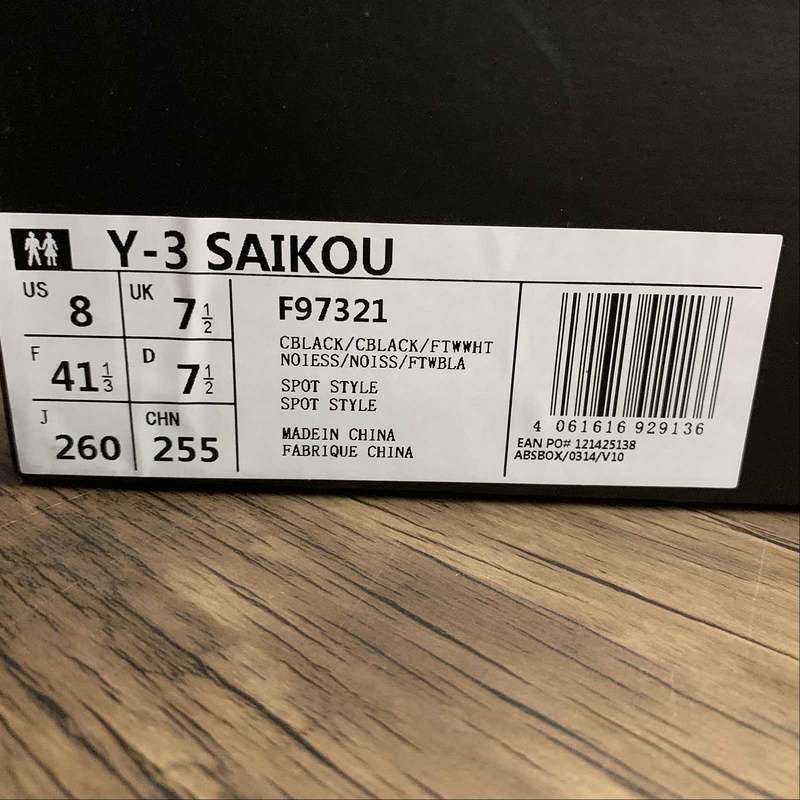 Y-3 SAIKOU
US 8 UK 7 1/2
F 41 1/3 D 7 1/2
J 260 CHN 255
F97321
CBLACK/CBLACK/FTWWHT
NO1ESS/NO1SS/FTWBLA
SPOT STYLE
SPOT STYLE
MADEIN CHINA
FABRIQUE CHINA
4 061616 929136
EAN PO# 121425138
ABSBOX/0314/V10